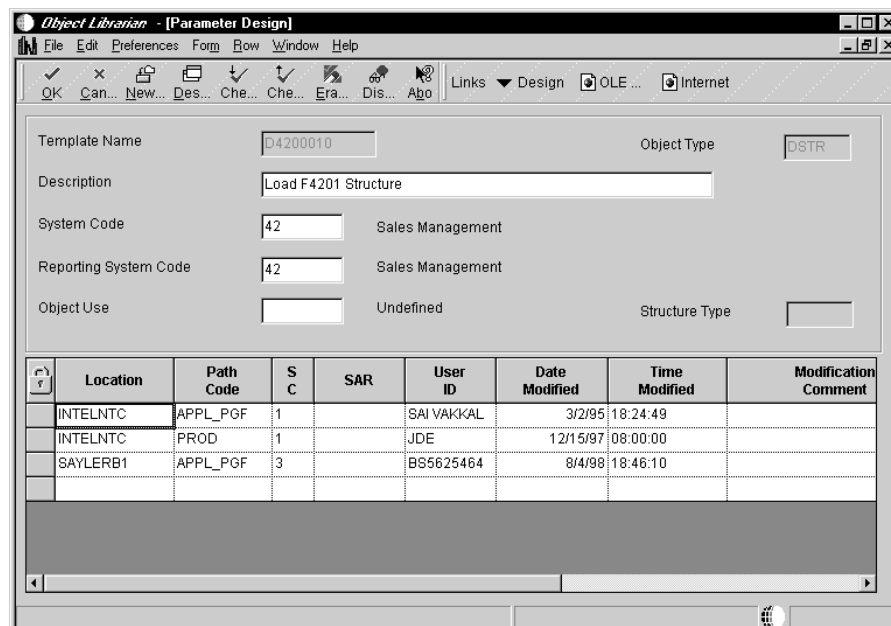 Object Librarian - [Parameter Design]
File Edit Preferences Form Row Window Help
OK Can... New... Des... Che... Che... Era... Dis... Abo Links Design OLE ... Internet
Template Name D4200010 Object Type DSTR
Description Load F4201 Structure
System Code 42 Sales Management
Reporting System Code 42 Sales Management
Object Use Undefined Structure Type
Location Path Code S C SAR User ID Date Modified Time Modified Modification Comment
INTELNTC APPL_PGF 1 SAI VAKKAL 3/2/95 18:24:49
INTELNTC PROD 1 JDE 12/15/97 08:00:00
SAYLERB1 APPL_PGF 3 BS5625464 8/4/98 18:46:10